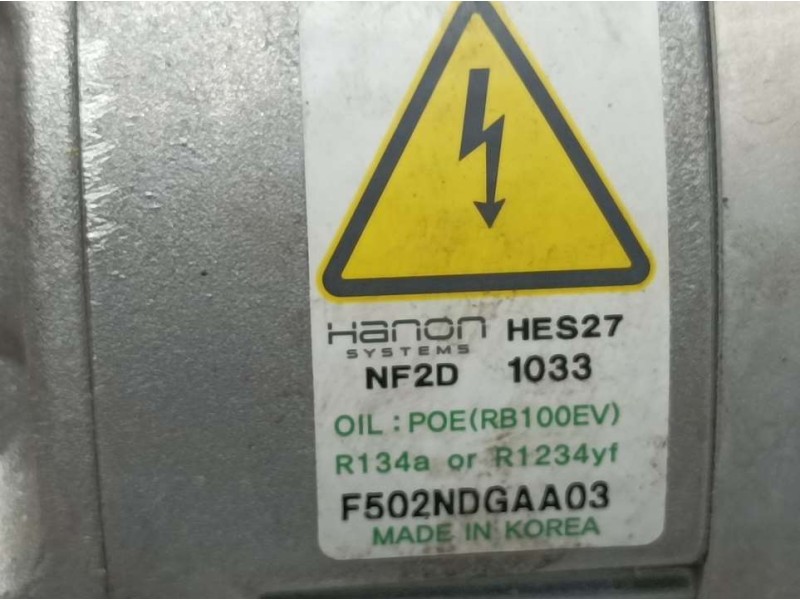 Hanon HES27
SYSTEMS
NF2D 1033
OIL : POE(RB100EV)
R134a or R1234yf
F502NDGAA03
MADE IN KOREA